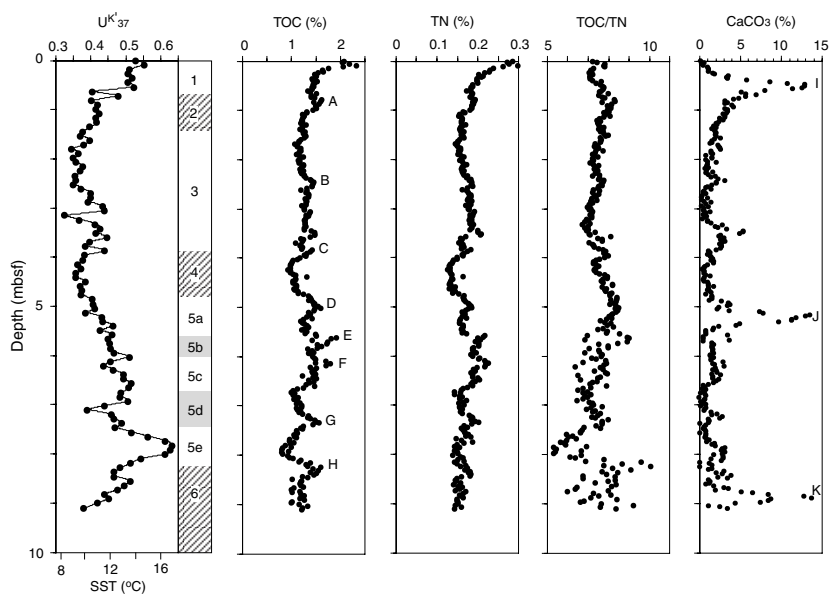 Uᴷ'₃₇ TOC (%) TN (%) TOC/TN CaCO₃ (%)
0.3 0.4 0.5 0.6 0 1 2 0 0.1 0.2 0.3 5 10 0 5 10 15
0
5
10
Depth (mbsf)
1
2
3
4
5a
5b
5c
5d
5e
6
8 12 16
SST (ºC)
A
B
C
D
E
F
G
H
I
J
K